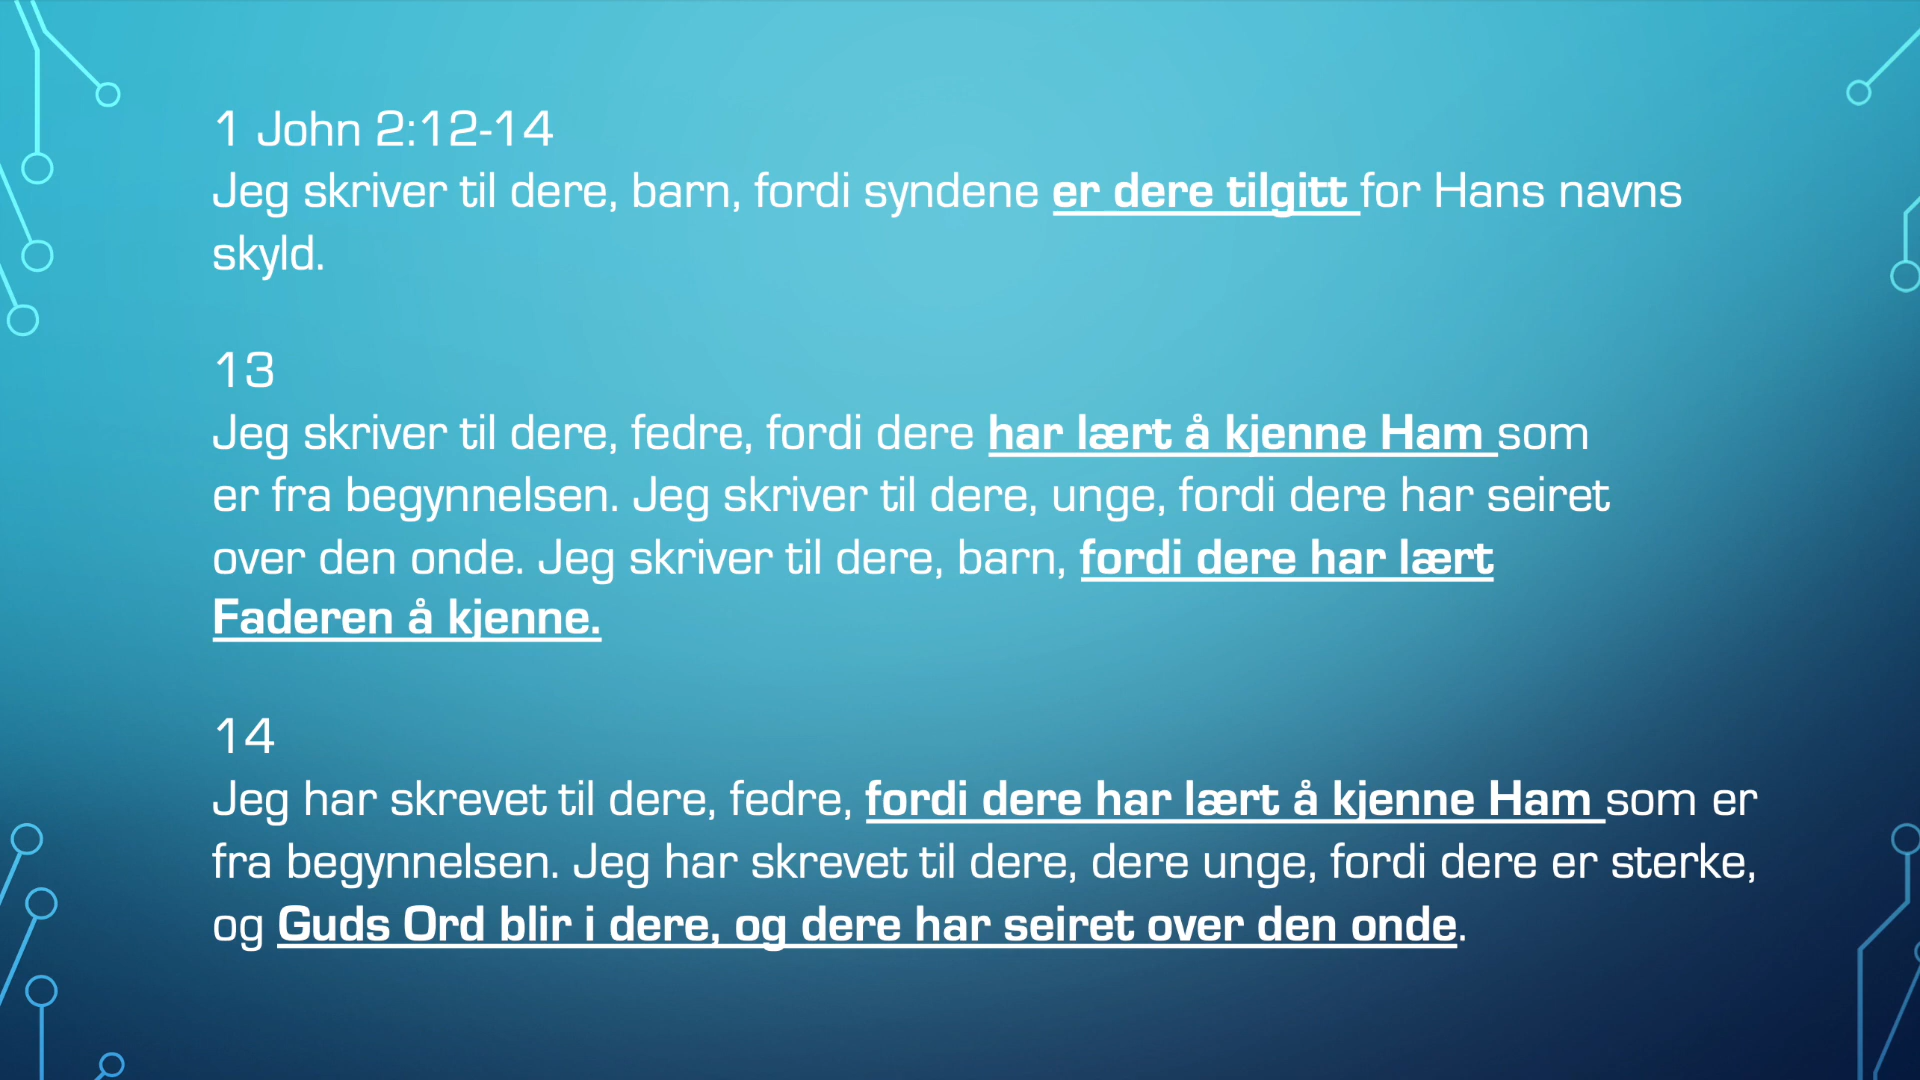 1 John 2:12-14
Jeg skriver til dere, barn, fordi syndene er dere tilgitt for Hans navns
skyld.
13
Jeg skriver til dere, fedre, fordi dere har lært å kjenne Ham som
er fra begynnelsen. Jeg skriver til dere, unge, fordi dere har seiret
over den onde. Jeg skriver til dere, barn, fordi dere har lært
Faderen å kjenne.
14
Jeg har skrevet til dere, fedre, fordi dere har lært å kjenne Ham som er
fra begynnelsen. Jeg har skrevet til dere, dere unge, fordi dere er sterke,
og Guds Ord blir i dere, og dere har seiret over den onde.